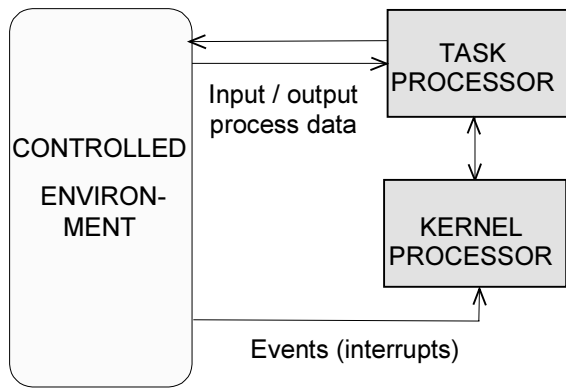 CONTROLLED
ENVIRON-
MENT
Input / output
process data
TASK
PROCESSOR
KERNEL
PROCESSOR
Events (interrupts)